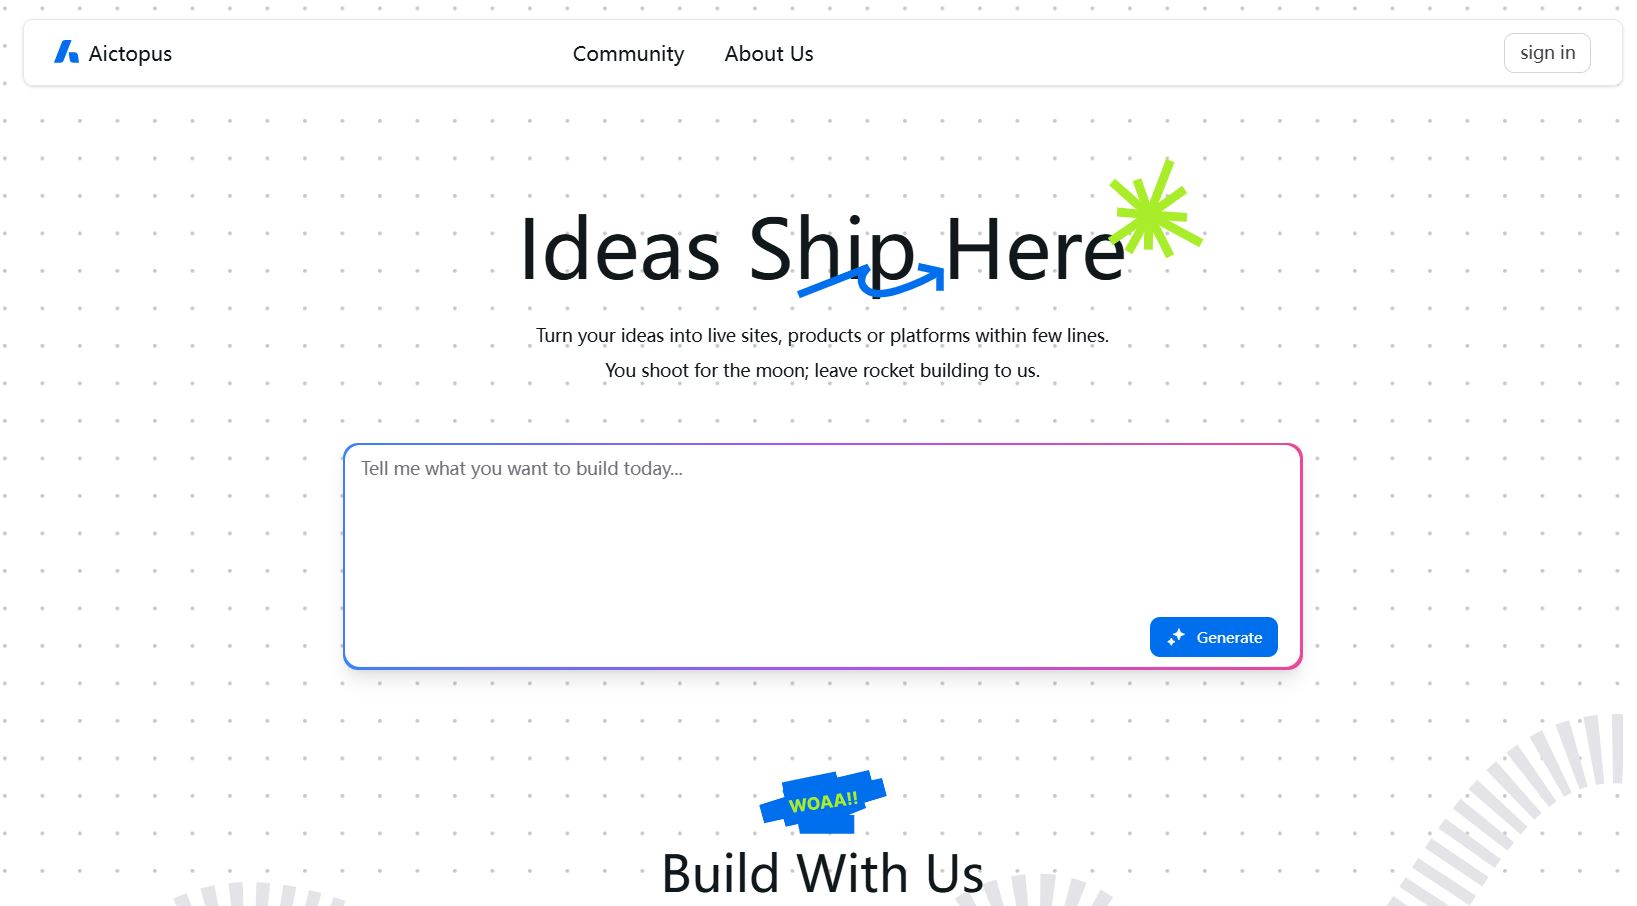 Aictopus
Community
About Us
sign in
Ideas Ship Here
Turn your ideas into live sites, products or platforms within few lines.
You shoot for the moon; leave rocket building to us.
Tell me what you want to build today...
Generate
WOAA!!
Build With Us